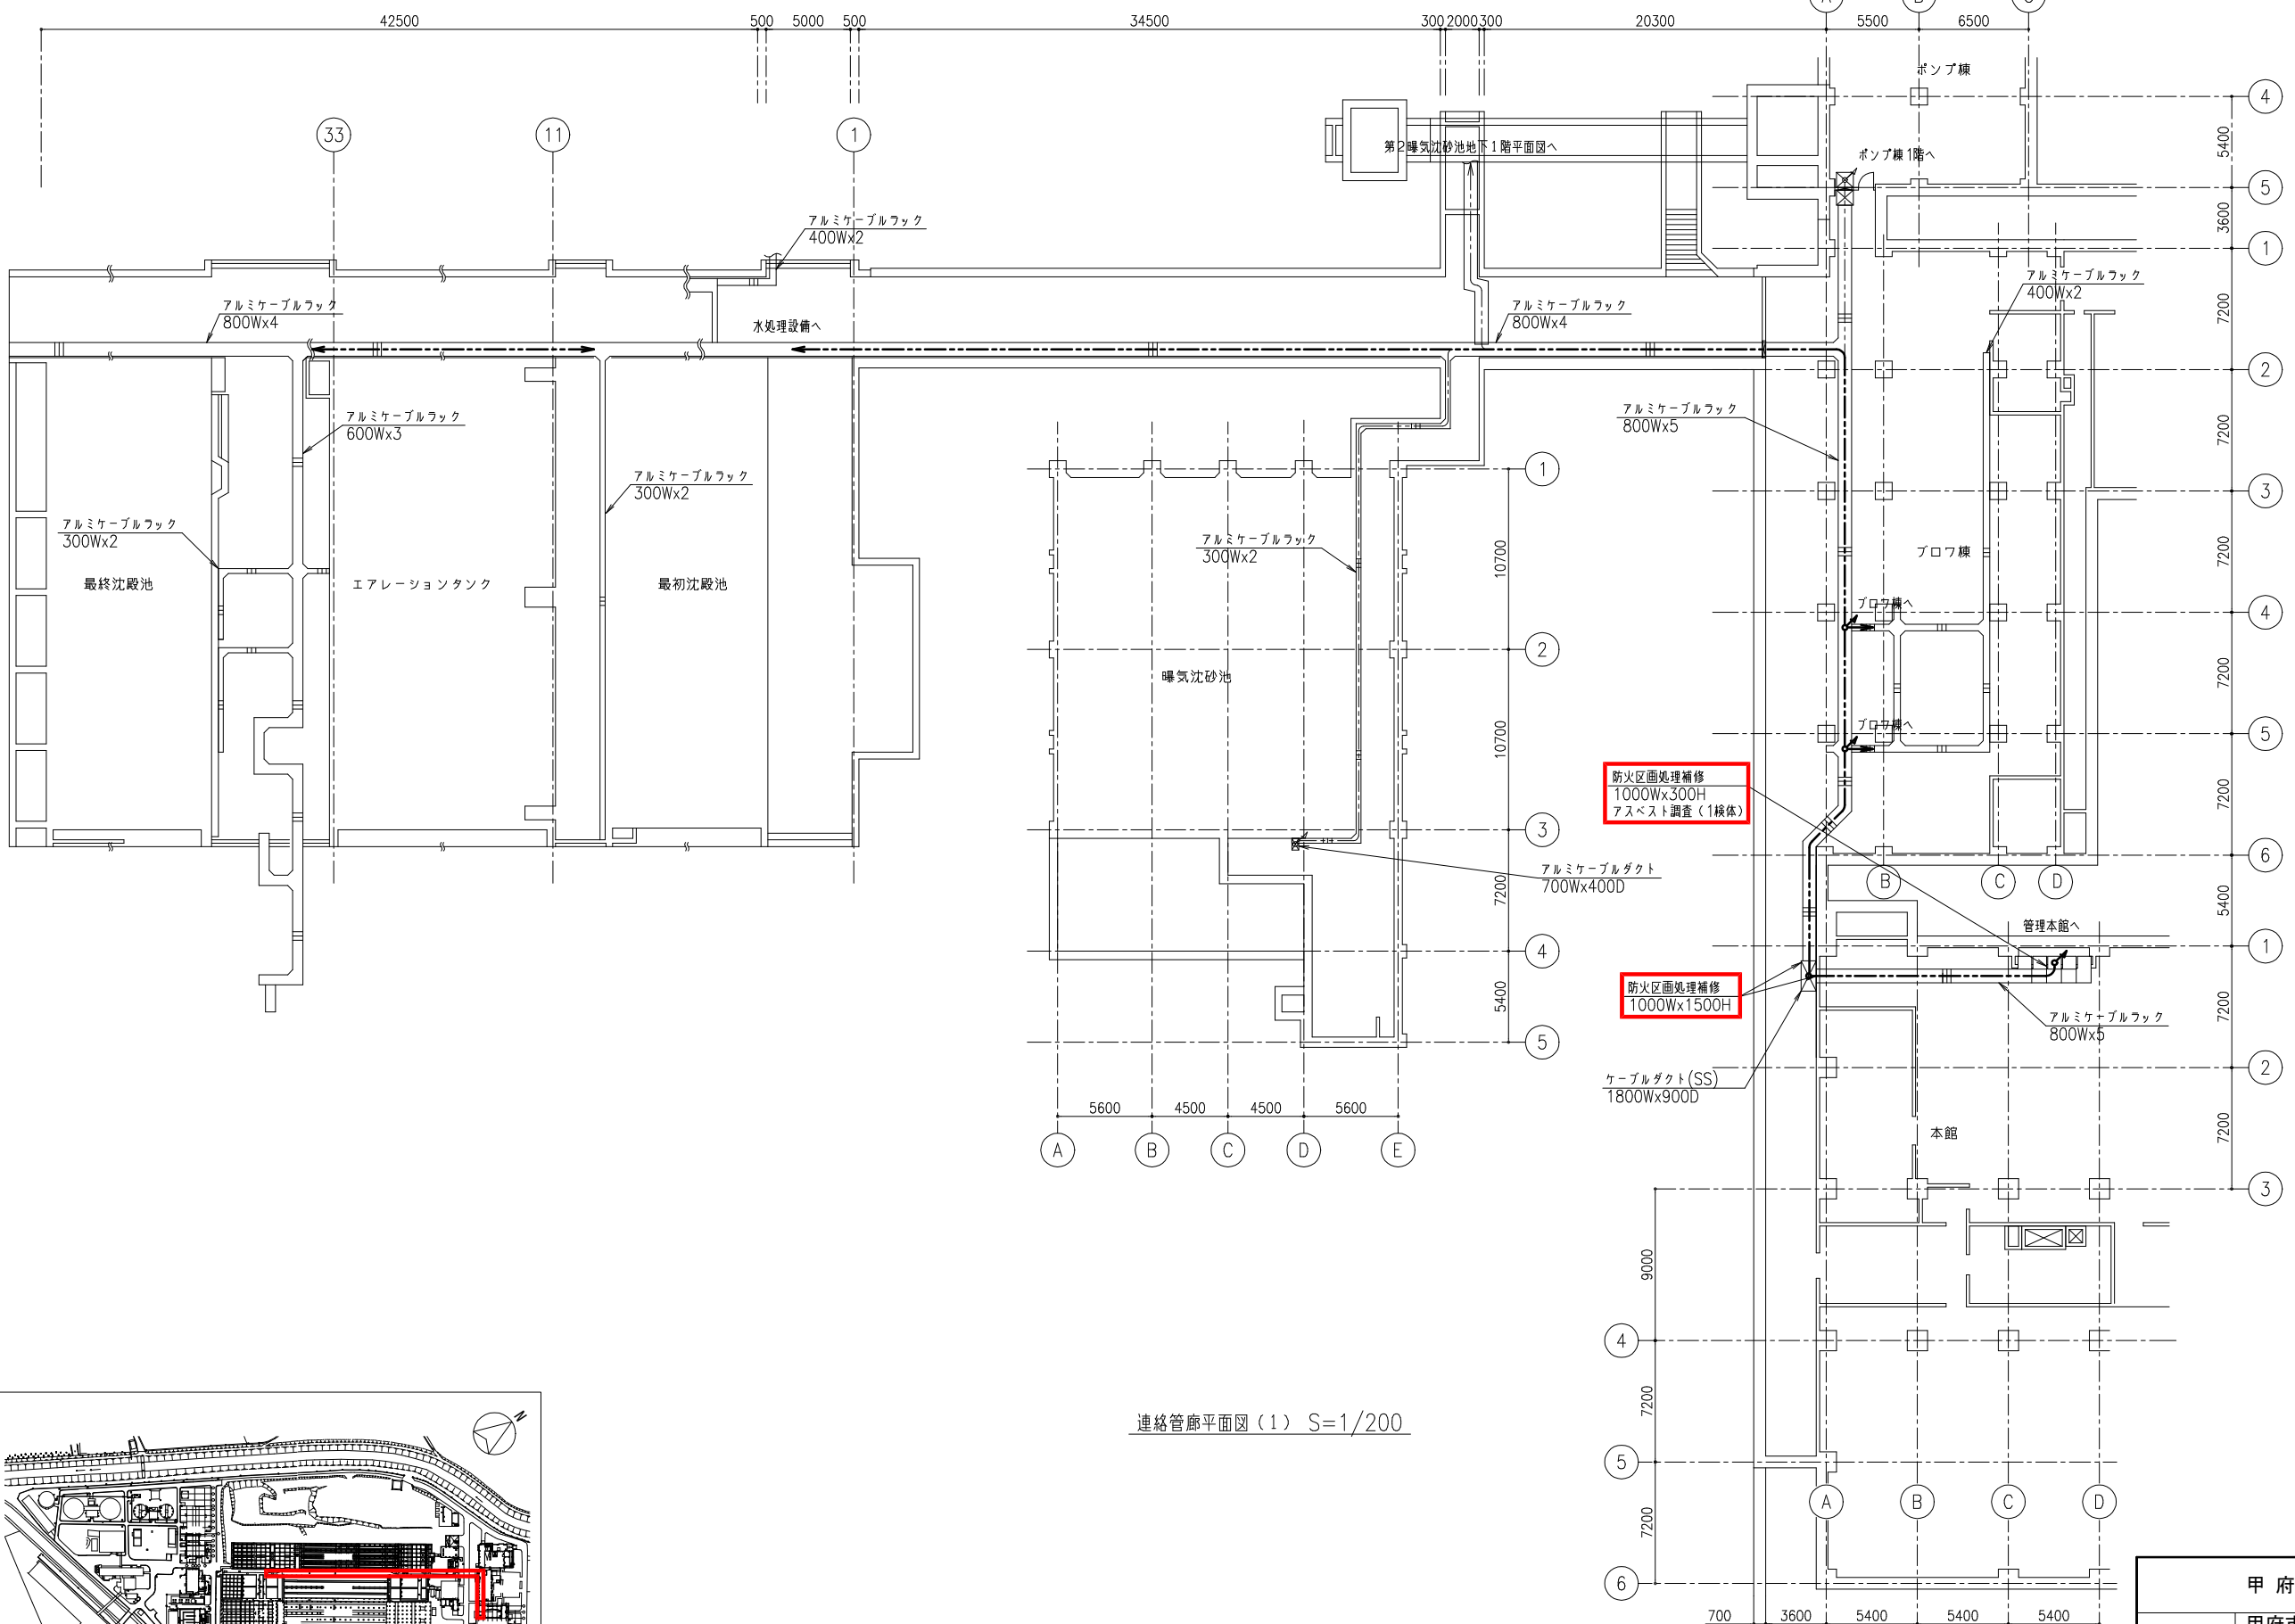 42500
500
5000
500
34500
300
2000
300
20300
5500
6500
ポンプ棟
4
5400
33
11
1
第2曝気沈砂池地下1階平面図へ
ポンプ棟1階へ
5
3600
アルミケーブルラック
400Wx2
1
アルミケーブルラック
400Wx2
アルミケーブルラック
800Wx4
水処理設備へ
アルミケーブルラック
800Wx4
7200
2
アルミケーブルラック
600Wx3
アルミケーブルラック
800Wx5
7200
アルミケーブルラック
300Wx2
1
3
アルミケーブルラック
300Wx2
アルミケーブルラック
300Wx2
10700
ブロワ棟
7200
最終沈殿池
エアレーションタンク
最初沈殿池
ブロワ棟へ
4
2
曝気沈砂池
7200
ブロワ棟へ
5
10700
防火区画処理補修
1000Wx300H
アスベスト調査(1検体)
7200
3
6
アルミケーブルダクト
700Wx400D
7200
B
C
D
5400
管理本館へ
4
1
防火区画処理補修
1000Wx1500H
5400
7200
アルミケーブルラック
800Wx5
5
2
ケーブルダクト(SS)
1800Wx900D
5600
4500
4500
5600
7200
本館
A
B
C
D
E
3
9000
4
連絡管廊平面図(1) S=1/200
N
7200
5
A
B
C
D
7200
6
甲 府
700
3600
5400
5400
5400